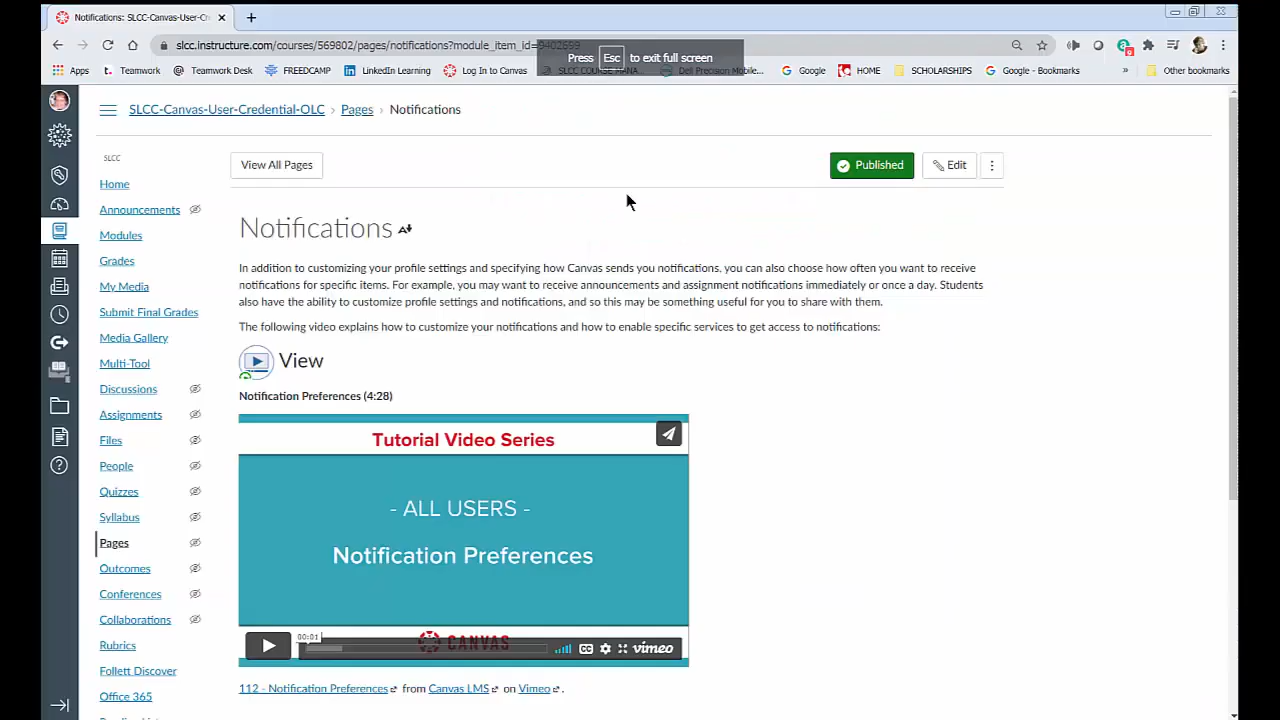 Notifications: SLCC-Canvas-User-Cr
slcc.instructure.com/courses/569802/pages/notifications?module_item_id=9402699
Press Esc to exit full screen
Apps Teamwork Teamwork Desk FREEDCAMP LinkedIn Learning Log In to Canvas SLCC COURSE MANA... Dell Precision Mobile... Google HOME SCHOLARSHIPS Google - Bookmarks » Other bookmarks
SLCC-Canvas-User-Credential-OLC › Pages › Notifications
SLCC
View All Pages
Published
Edit
Home
Announcements
Modules
Grades
My Media
Submit Final Grades
Media Gallery
Multi-Tool
Discussions
Assignments
Files
People
Quizzes
Syllabus
Pages
Outcomes
Conferences
Collaborations
Rubrics
Follett Discover
Office 365
Notifications
In addition to customizing your profile settings and specifying how Canvas sends you notifications, you can also choose how often you want to receive
notifications for specific items. For example, you may want to receive announcements and assignment notifications immediately or once a day. Students
also have the ability to customize profile settings and notifications, and so this may be something useful for you to share with them.
The following video explains how to customize your notifications and how to enable specific services to get access to notifications:
View
Notification Preferences (4:28)
Tutorial Video Series
- ALL USERS -
Notification Preferences
00:01
CANVAS
CC
vimeo
112 - Notification Preferences from Canvas LMS on Vimeo .